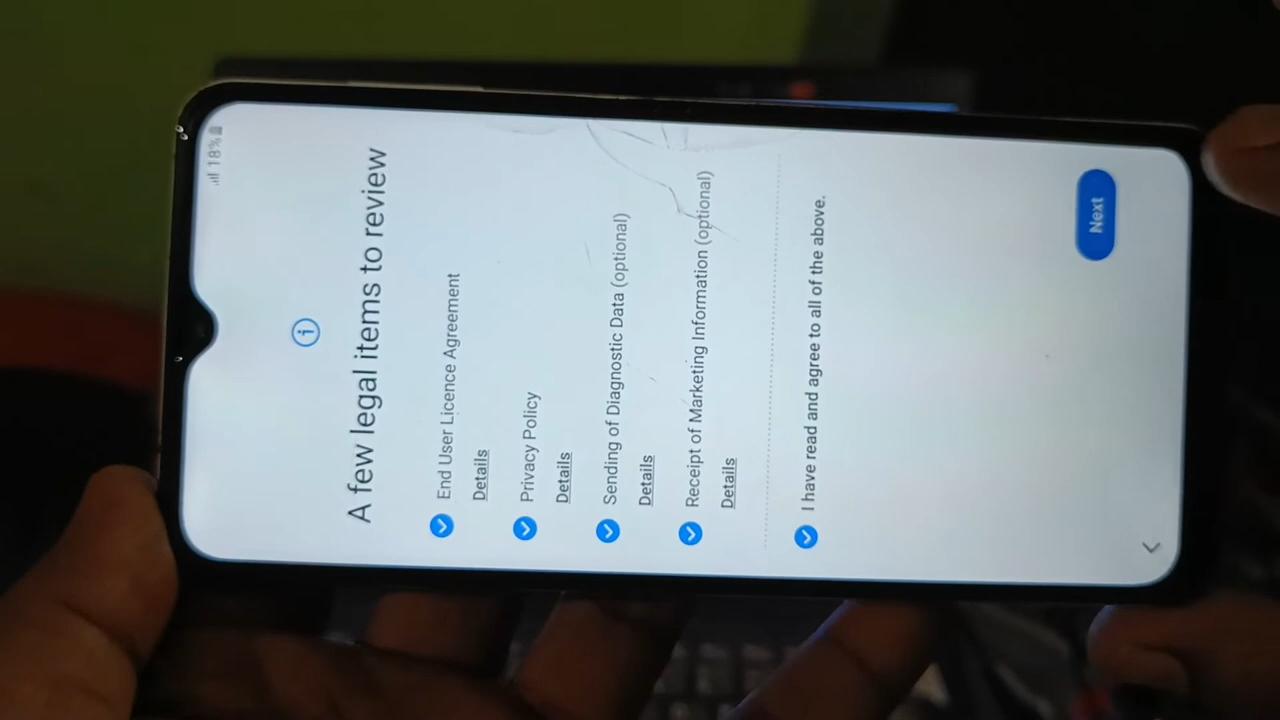 18%
A few legal items to review
End User Licence Agreement
Details
Privacy Policy
Details
Sending of Diagnostic Data (optional)
Details
Receipt of Marketing Information (optional)
Details
I have read and agree to all of the above.
Next